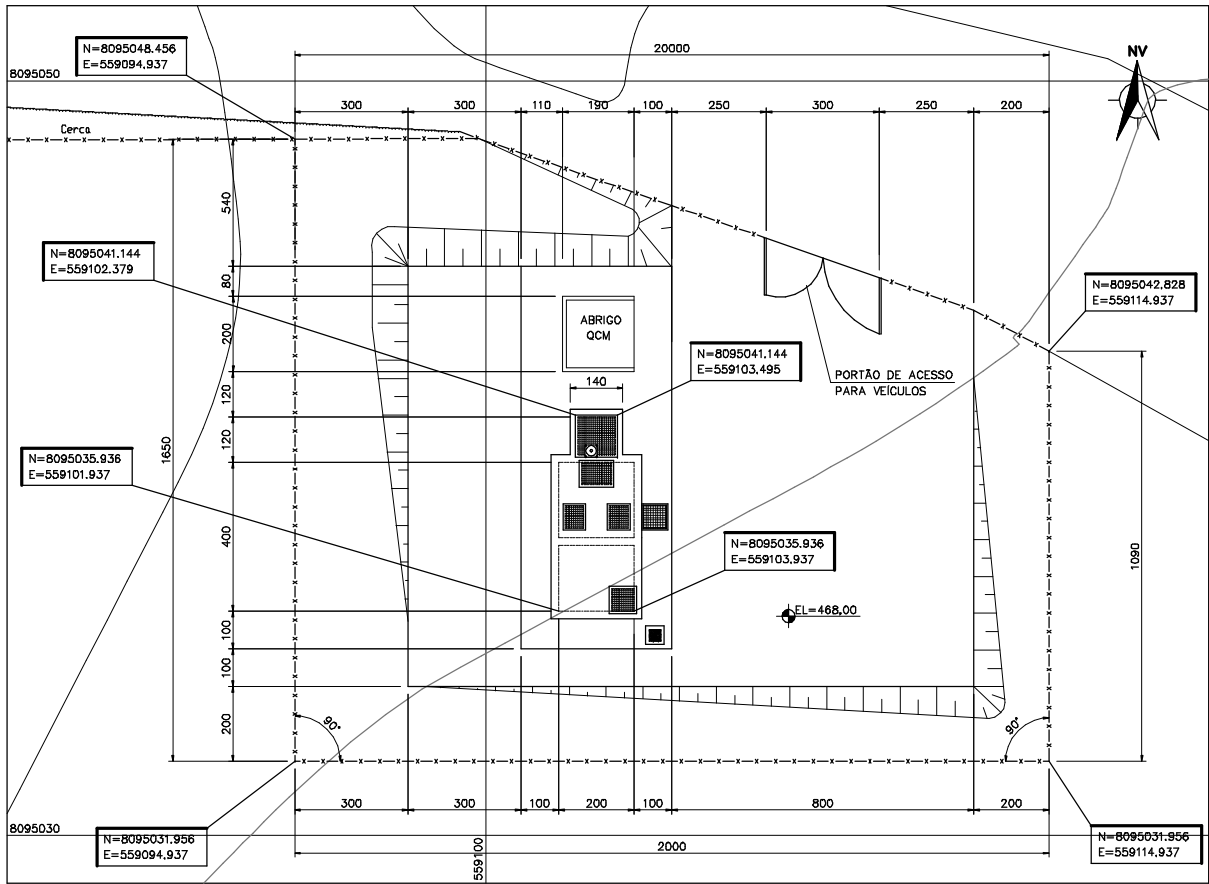 N=8095048.456
E=559094.937
20000
NV
8095050
300
300
110
190
100
250
300
250
200
Cerca
540
N=8095041.144
E=559102.379
80
N=8095042.828
E=559114.937
200
ABRIGO
QCM
N=8095041.144
E=559103.495
PORTÃO DE ACESSO
PARA VEÍCULOS
140
120
120
1650
N=8095035.936
E=559101.937
400
N=8095035.936
E=559103.937
1090
EL=468,00
100
100
200
90°
90°
300
300
100
200
100
800
200
8095030
N=8095031.956
E=559094.937
559100
2000
N=8095031.956
E=559114.937